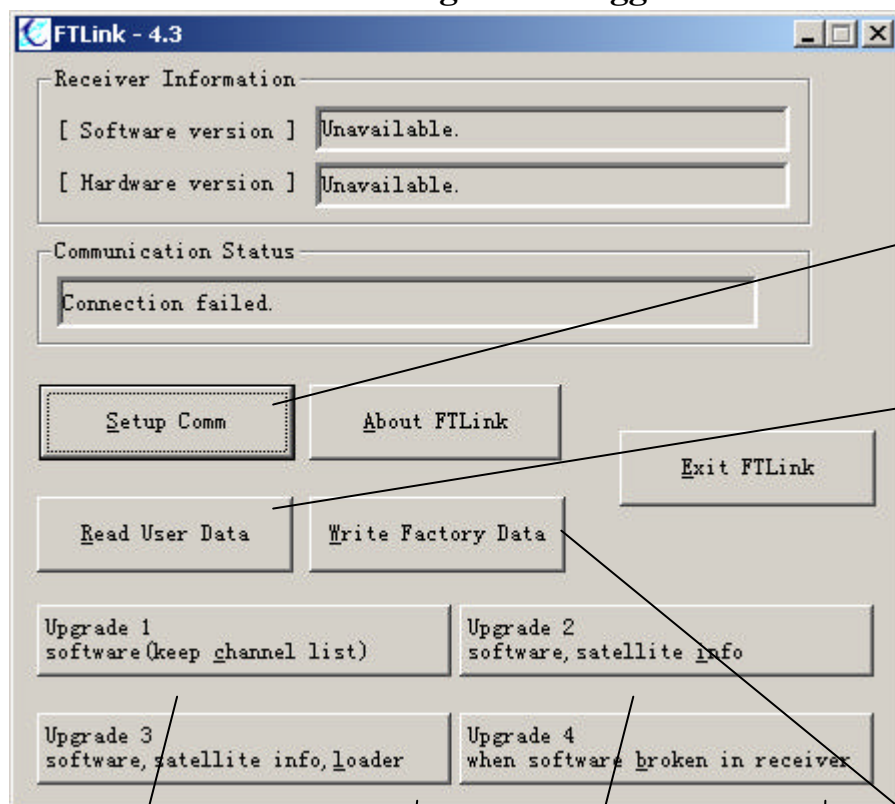 FTLink - 4.3
Receiver Information
[ Software version ] Unavailable.
[ Hardware version ] Unavailable.
Communication Status
Connection failed.
Setup Comm
About FTLink
Exit FTLink
Read User Data
Write Factory Data
Upgrade 1
software(keep channel list)
Upgrade 2
software, satellite info
Upgrade 3
software, satellite info, loader
Upgrade 4
when software broken in receiver